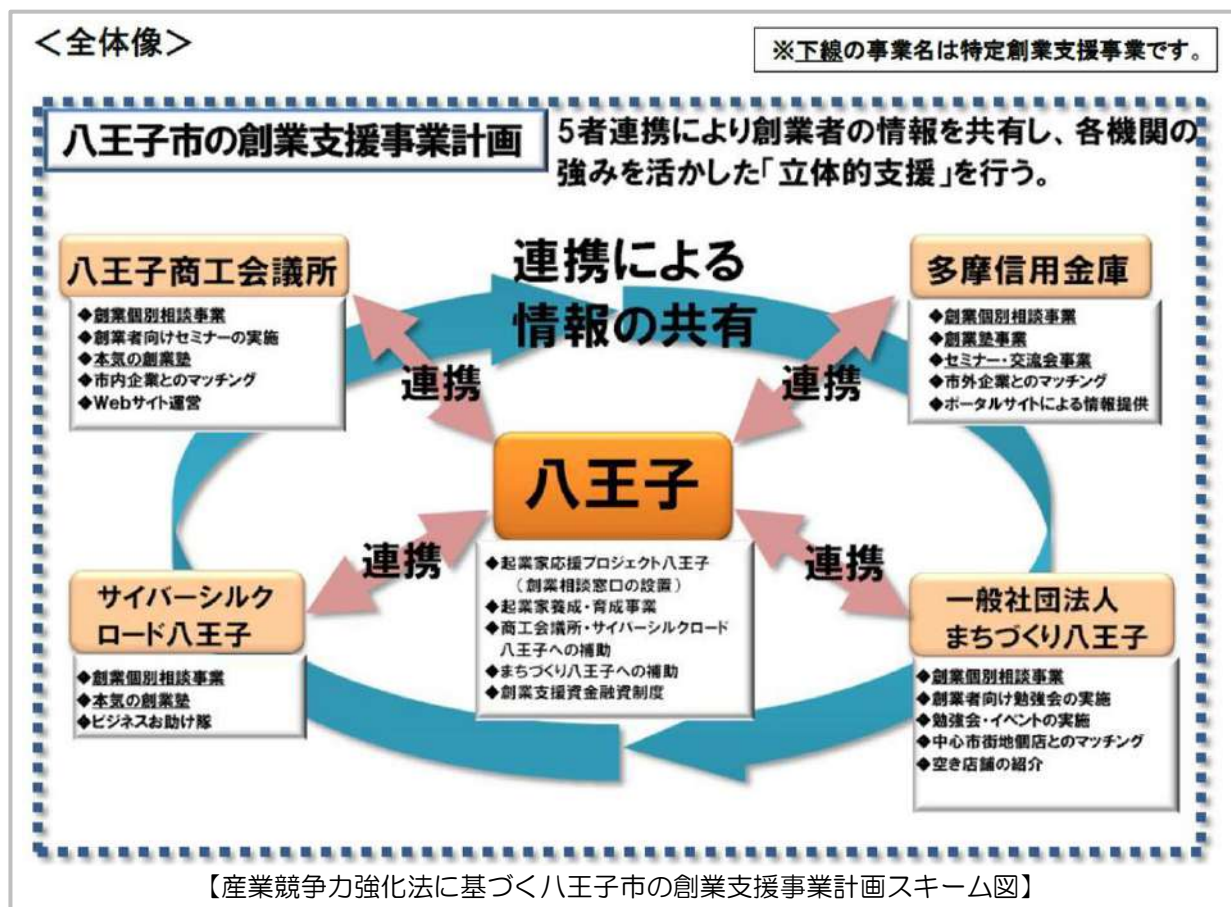 ＜全体像＞
※下線の事業名は特定創業支援事業です。
八王子市の創業支援事業計画
5者連携により創業者の情報を共有し、各機関の
強みを活かした「立体的支援」を行う。
連携による
情報の共有
八王子商工会議所
◆創業個別相談事業
◆創業者向けセミナーの実施
◆本気の創業塾
◆市内企業とのマッチング
◆Webサイト運営
連携
多摩信用金庫
◆創業個別相談事業
◆創業塾事業
◆セミナー・交流会事業
◆市外企業とのマッチング
◆ポータルサイトによる情報提供
連携
八王子
◆起業家応援プロジェクト八王子
（創業相談窓口の設置）
◆起業家養成・育成事業
◆商工会議所・サイバーシルクロード
八王子への補助
◆まちづくり八王子への補助
◆創業支援資金融資制度
連携
サイバーシルク
ロード八王子
◆創業個別相談事業
◆本気の創業塾
◆ビジネスお助け隊
連携
一般社団法人
まちづくり八王子
◆創業個別相談事業
◆創業者向け勉強会の実施
◆勉強会・イベントの実施
◆中心市街地個店とのマッチング
◆空き店舗の紹介
【産業競争力強化法に基づく八王子市の創業支援事業計画スキーム図】